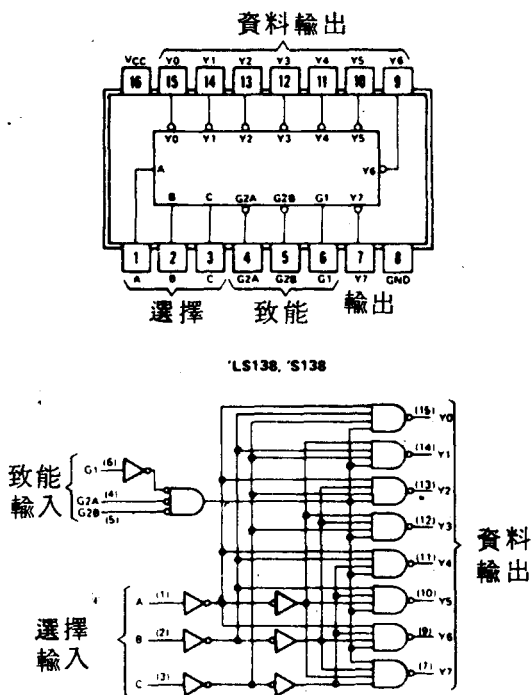 資料輸出
VCC Y0 Y1 Y2 Y3 Y4 Y5 Y6
16 15 14 13 12 11 10 9
Y0 Y1 Y2 Y3 Y4 Y5
A Y6
B C G2A G2B G1 Y7
1 2 3 4 5 6 7 8
A B C G2A G2B G1 Y7 GND
選擇 致能 輸出
'LS138, 'S138
(15) Y0
(14) Y1
(13) Y2
(12) Y3
(11) Y4
(10) Y5
(9) Y6
(7) Y7
致能
輸入
G1 (6)
G2A (4)
G2B (5)
資料
輸出
選擇
輸入
A (1)
B (2)
C (3)